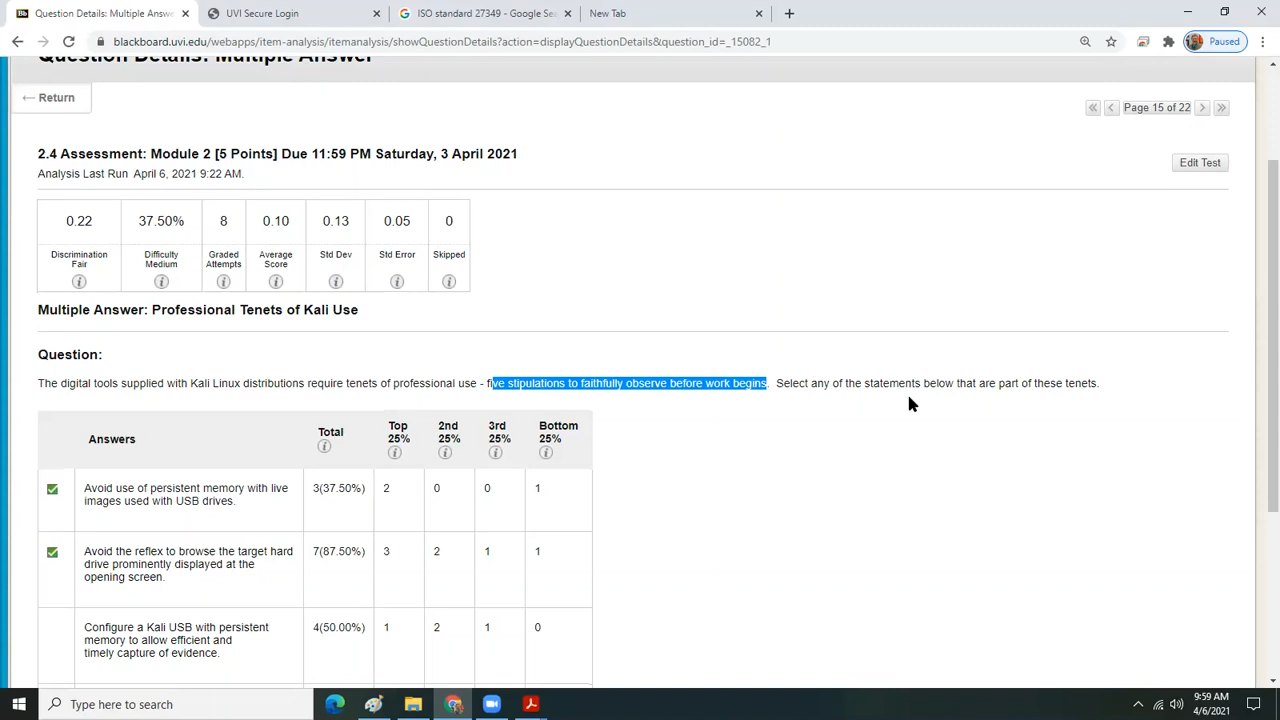 Question Details: Multiple Answer
UVI Secure Login
ISO standard 27349 - Google Sea
New Tab
blackboard.uvi.edu/webapps/item-analysis/itemanalysis/showQuestionDetails?action=displayQuestionDetails&question_id=_15082_1
Paused
Question Details: Multiple Answer
← Return
Page 15 of 22
2.4 Assessment: Module 2 [5 Points] Due 11:59 PM Saturday, 3 April 2021
Edit Test
Analysis Last Run April 6, 2021 9:22 AM.
0.22 37.50% 8 0.10 0.13 0.05 0
Discrimination Difficulty Graded Average Std Dev Std Error Skipped
Fair Medium Attempts Score
Multiple Answer: Professional Tenets of Kali Use
Question:
The digital tools supplied with Kali Linux distributions require tenets of professional use - five stipulations to faithfully observe before work begins. Select any of the statements below that are part of these tenets.
Answers Total Top 25% 2nd 25% 3rd 25% Bottom 25%
Avoid use of persistent memory with live 3(37.50%) 2 0 0 1
images used with USB drives.
Avoid the reflex to browse the target hard 7(87.50%) 3 2 1 1
drive prominently displayed at the
opening screen.
Configure a Kali USB with persistent 4(50.00%) 1 2 1 0
memory to allow efficient and
timely capture of evidence.
Type here to search
9:59 AM
4/6/2021